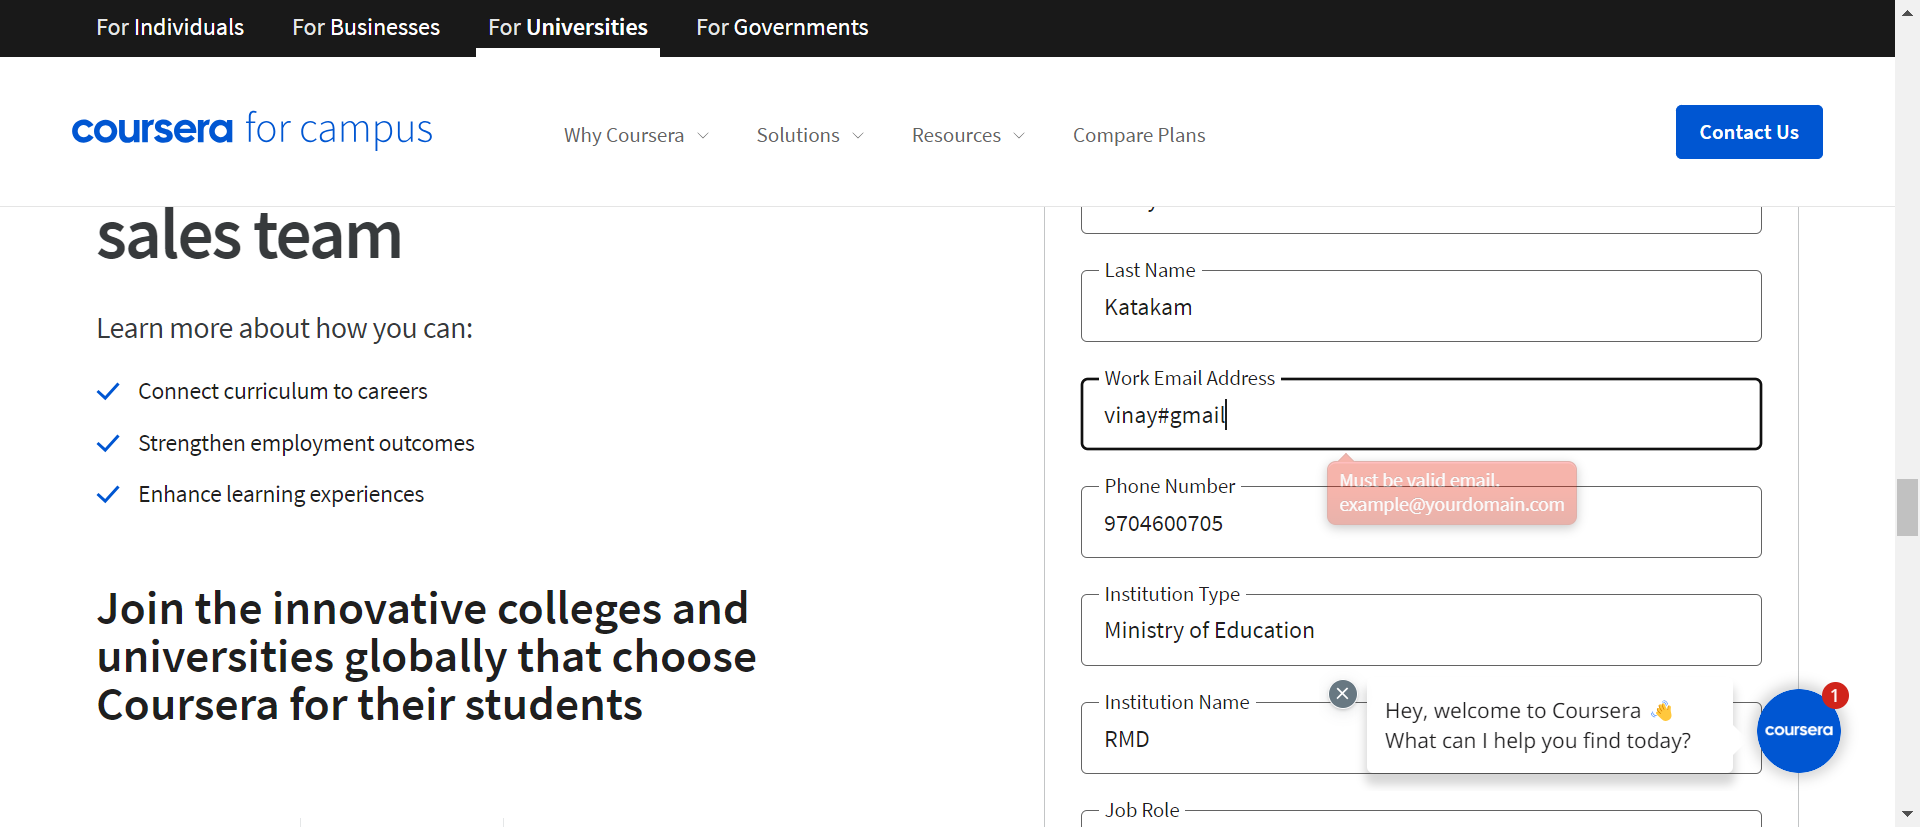 For Individuals
For Businesses
For Universities
For Governments
coursera for campus
Why Coursera
Solutions
Resources
Compare Plans
Contact Us
sales team
Learn more about how you can:
Connect curriculum to careers
Strengthen employment outcomes
Enhance learning experiences
Join the innovative colleges and
universities globally that choose
Coursera for their students
Last Name
Katakam
Work Email Address
vinay#gmail
Must be valid email.
example@yourdomain.com
Phone Number
9704600705
Institution Type
Ministry of Education
Institution Name
RMD
Job Role
Hey, welcome to Coursera 👋
What can I help you find today?
coursera
1